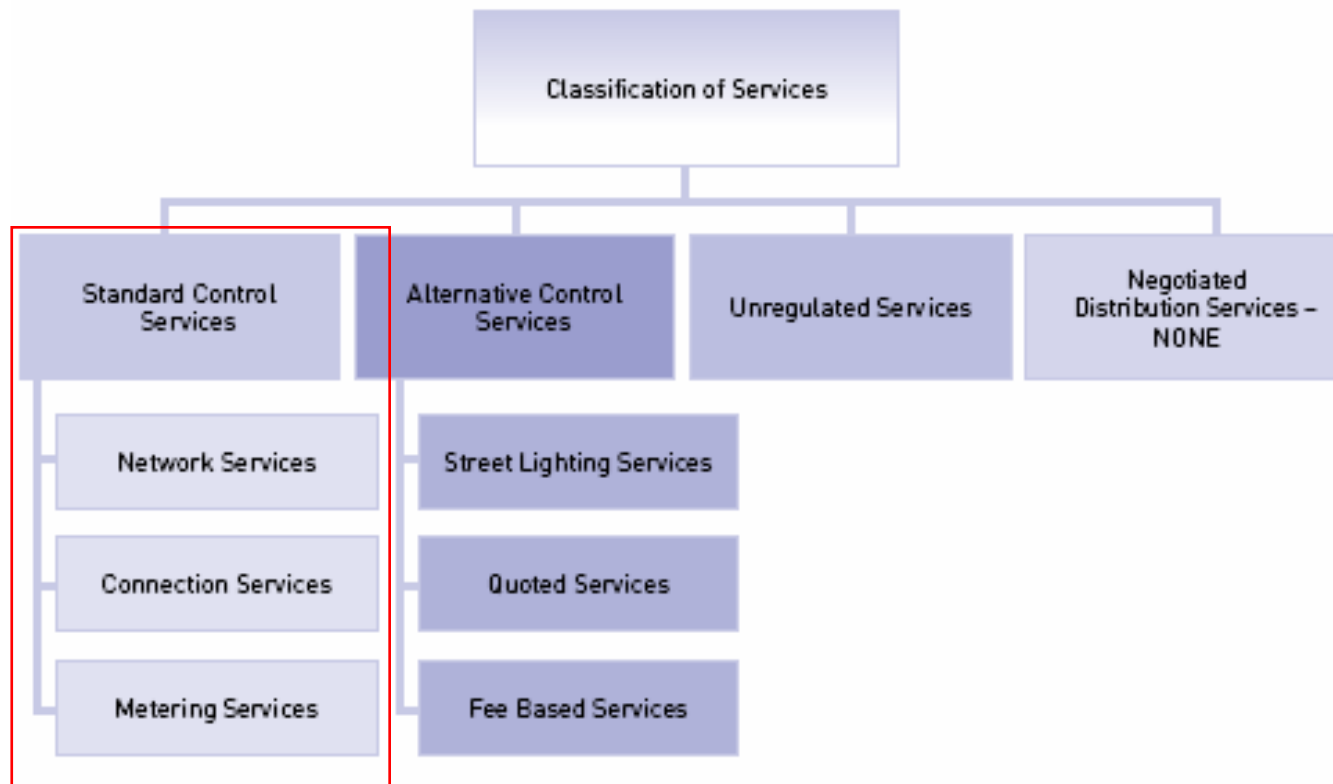 Classification of Services
Standard Control
Services
Alternative Control
Services
Unregulated Services
Negotiated
Distribution Services –
NONE
Network Services
Street Lighting Services
Connection Services
Quoted Services
Metering Services
Fee Based Services